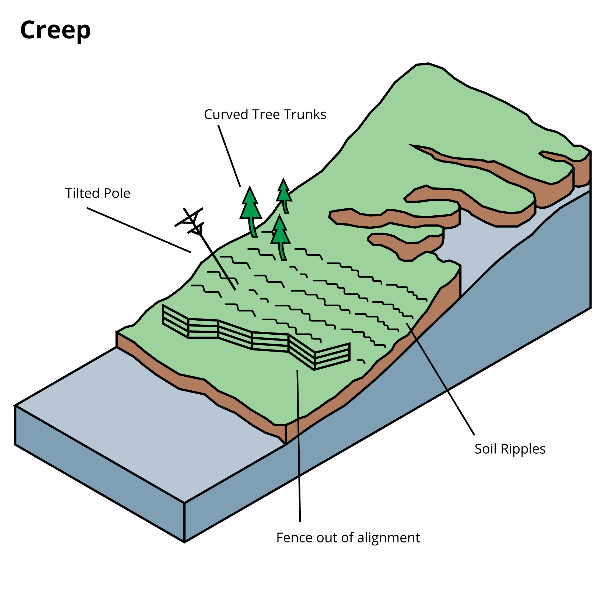 Creep
Curved Tree Trunks
Tilted Pole
Soil Ripples
Fence out of alignment